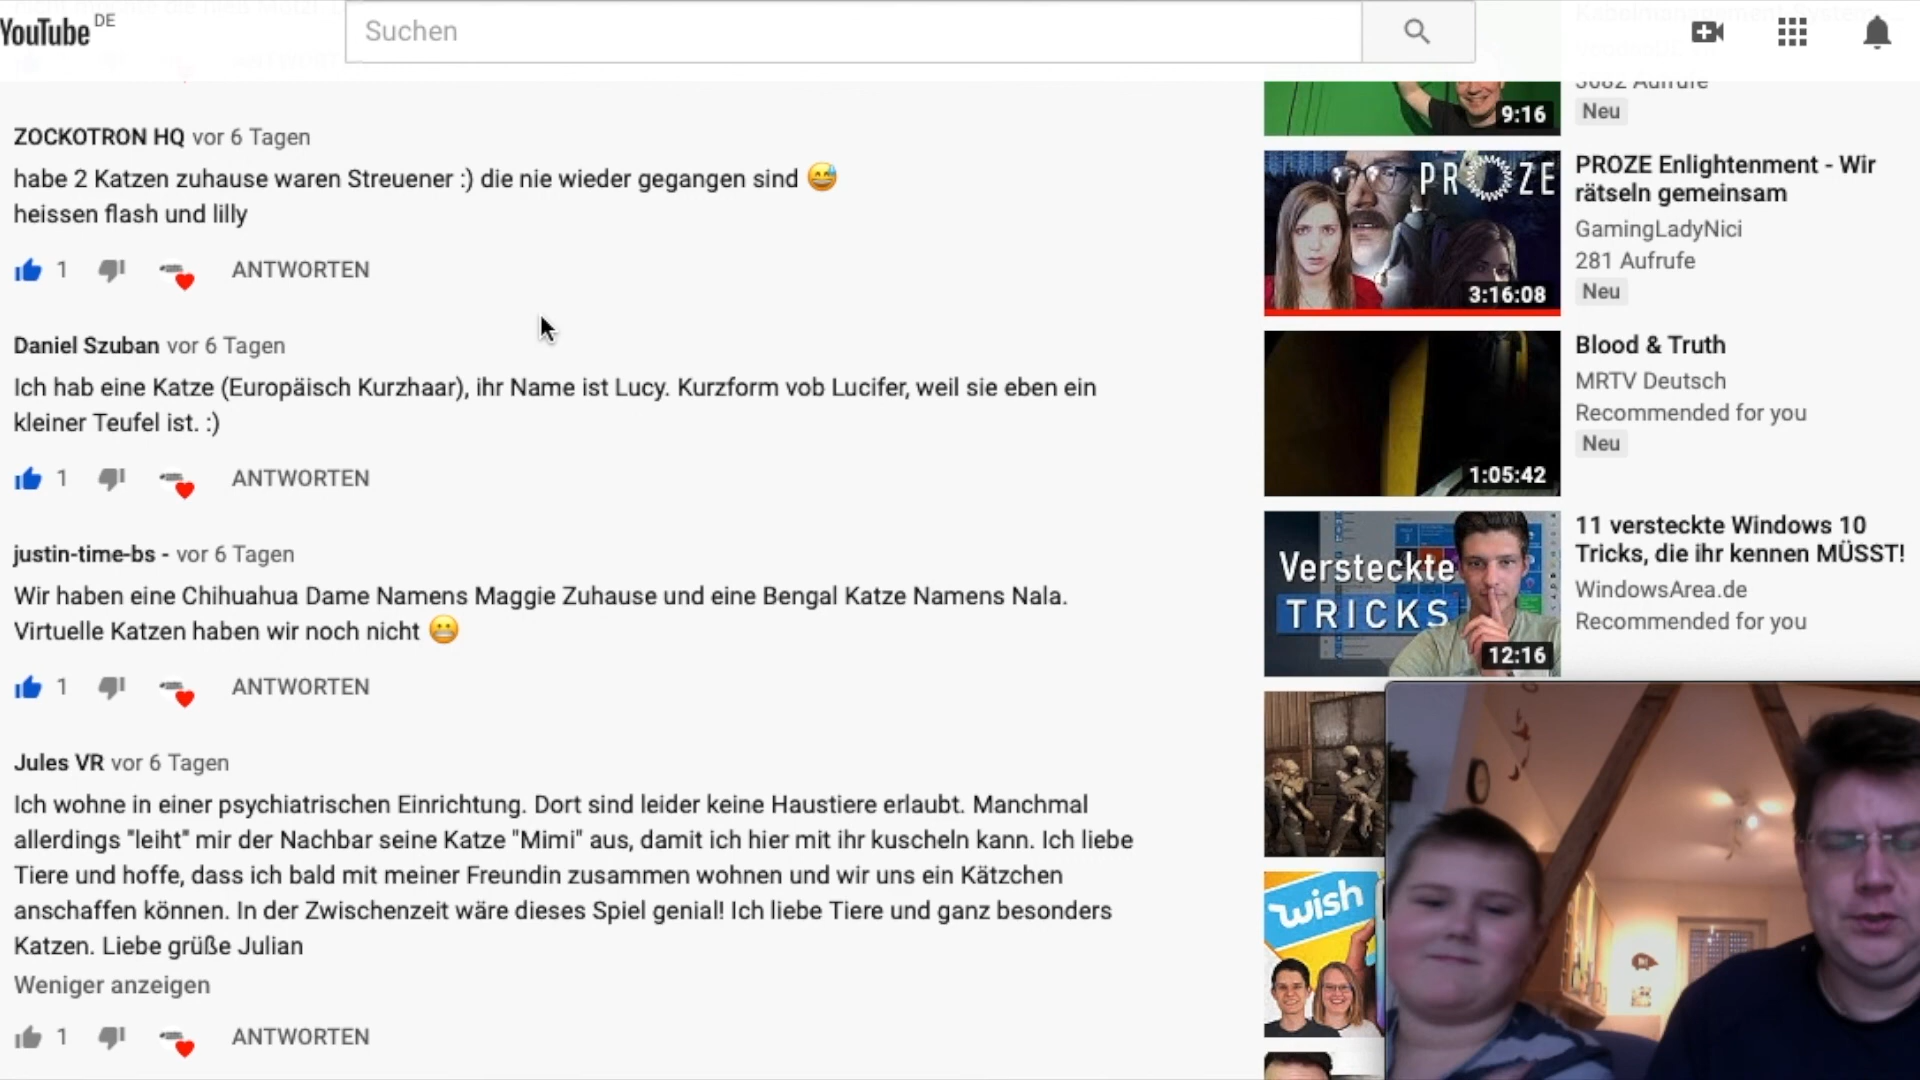 YouTube DE
Suchen
ZOCKOTRON HQ vor 6 Tagen
habe 2 Katzen zuhause waren Streuener :) die nie wieder gegangen sind 😅
heissen flash und lilly
1 ANTWORTEN
Daniel Szuban vor 6 Tagen
Ich hab eine Katze (Europäisch Kurzhaar), ihr Name ist Lucy. Kurzform vob Lucifer, weil sie eben ein
kleiner Teufel ist. :)
1 ANTWORTEN
justin-time-bs - vor 6 Tagen
Wir haben eine Chihuahua Dame Namens Maggie Zuhause und eine Bengal Katze Namens Nala.
Virtuelle Katzen haben wir noch nicht 😬
1 ANTWORTEN
Jules VR vor 6 Tagen
Ich wohne in einer psychiatrischen Einrichtung. Dort sind leider keine Haustiere erlaubt. Manchmal
allerdings "leiht" mir der Nachbar seine Katze "Mimi" aus, damit ich hier mit ihr kuscheln kann. Ich liebe
Tiere und hoffe, dass ich bald mit meiner Freundin zusammen wohnen und wir uns ein Kätzchen
anschaffen können. In der Zwischenzeit wäre dieses Spiel genial! Ich liebe Tiere und ganz besonders
Katzen. Liebe grüße Julian
Weniger anzeigen
1 ANTWORTEN
9:16
3082 Aufrufe
Neu
PROZE
3:16:08
PROZE Enlightenment - Wir
rätseln gemeinsam
GamingLadyNici
281 Aufrufe
Neu
1:05:42
Blood & Truth
MRTV Deutsch
Recommended for you
Neu
Versteckte
TRICKS
12:16
11 versteckte Windows 10
Tricks, die ihr kennen MÜSST!
WindowsArea.de
Recommended for you
wish